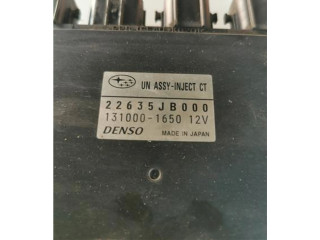 UN ASSY-INJECT CT
22635JB000
131000-1650 12V
DENSO MADE IN JAPAN